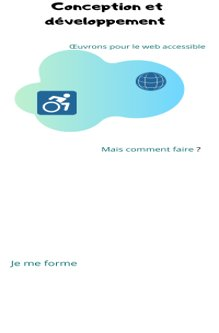 Conception et
développement
Œuvrons pour le web accessible
Mais comment faire ?
Je me forme